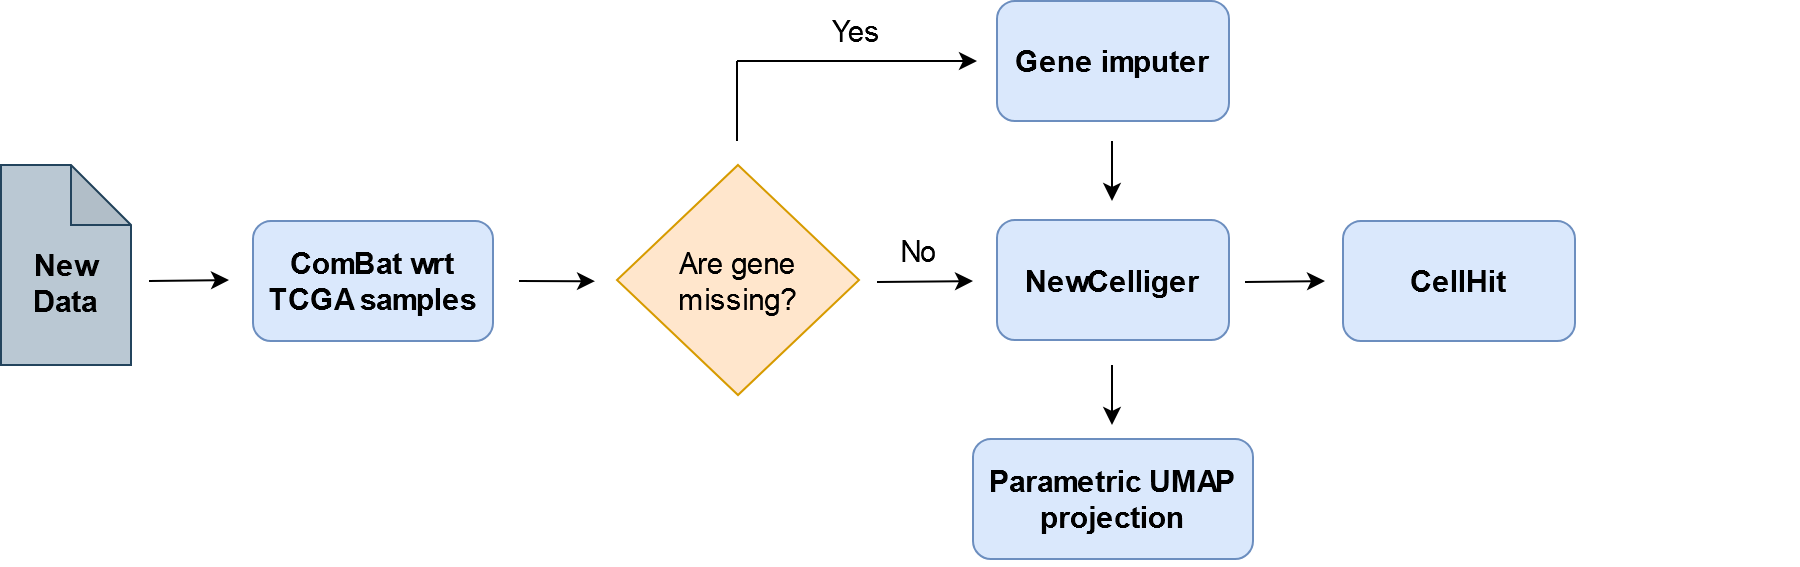 Yes
Gene imputer
New
Data
ComBat wrt
TCGA samples
Are gene
missing?
No
NewCelliger
CellHit
Parametric UMAP
projection